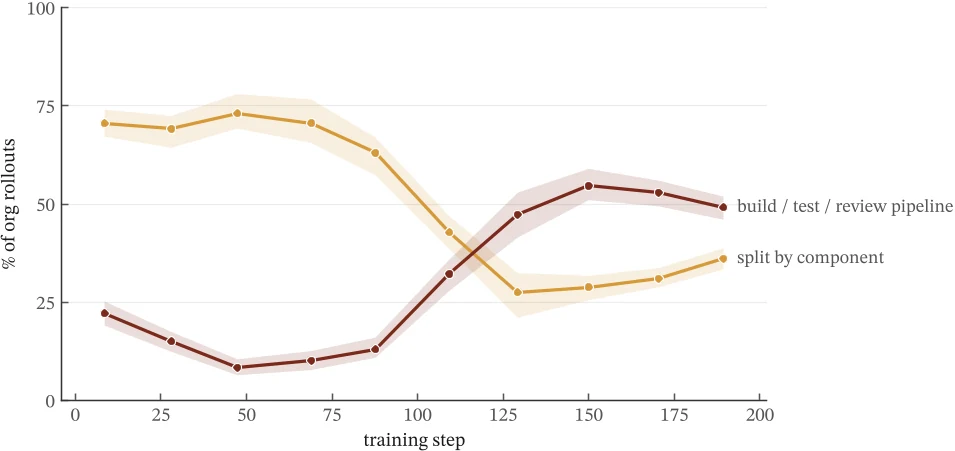 100
75
50
25
0
% of org rollouts
build / test / review pipeline
split by component
0 25 50 75 100 125 150 175 200
training step